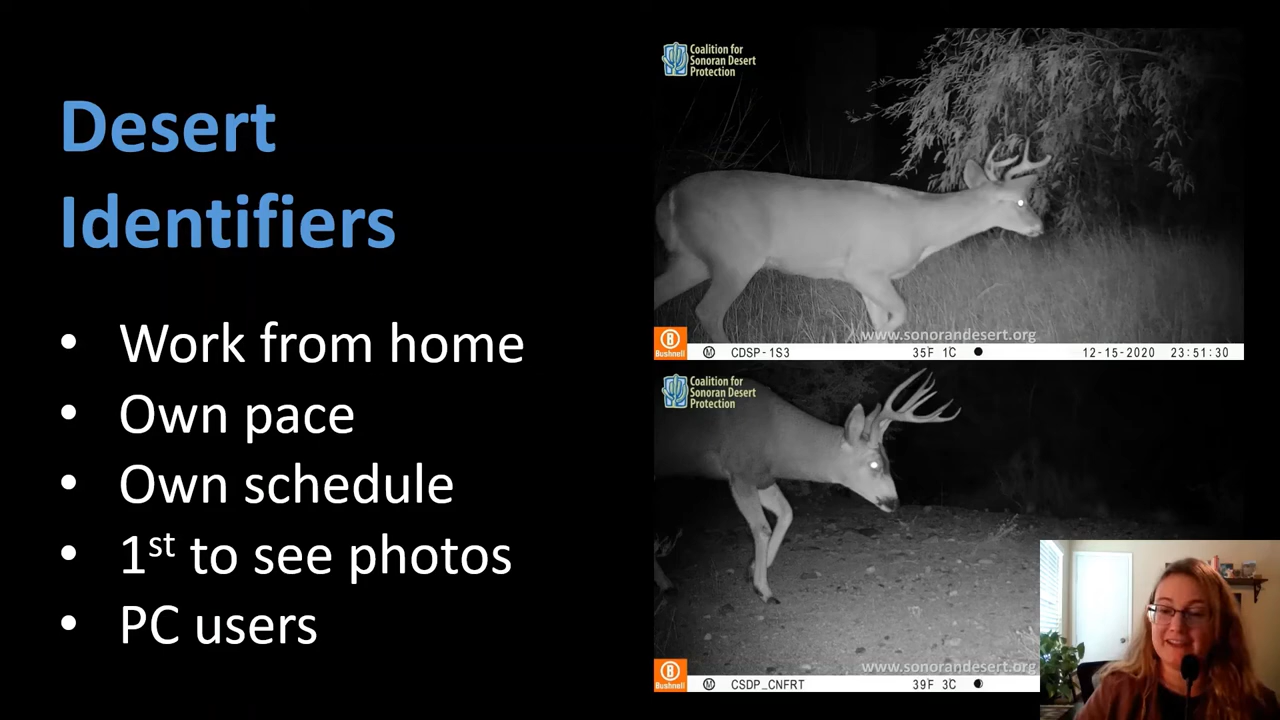 Desert
Identifiers
• Work from home
• Own pace
• Own schedule
• 1st to see photos
• PC users
Coalition for
Sonoran Desert
Protection
www.sonorandesert.org
B
Bushnell
M CDSP-1S3 35F 1C 12-15-2020 23:51:30
Coalition for
Sonoran Desert
Protection
www.sonorandesert.org
B
Bushnell
M CSDP_CNFRT 39F 3C